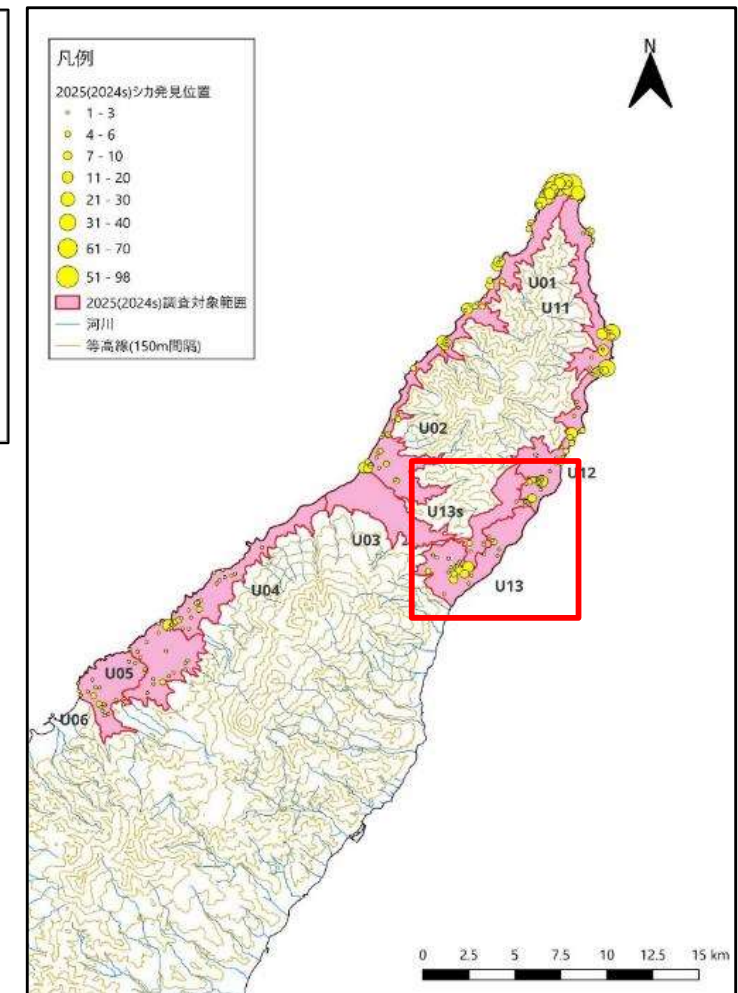 凡例
2025(2024s)シカ発見位置
1 - 3
4 - 6
7 - 10
11 - 20
21 - 30
31 - 40
61 - 70
51 - 98
2025(2024s)調査対象範囲
河川
等高線(150m間隔)
N
U01
U11
U02
U12
U13s
U03
U13
U04
U05
U06
0 2.5 5 7.5 10 12.5 15 km